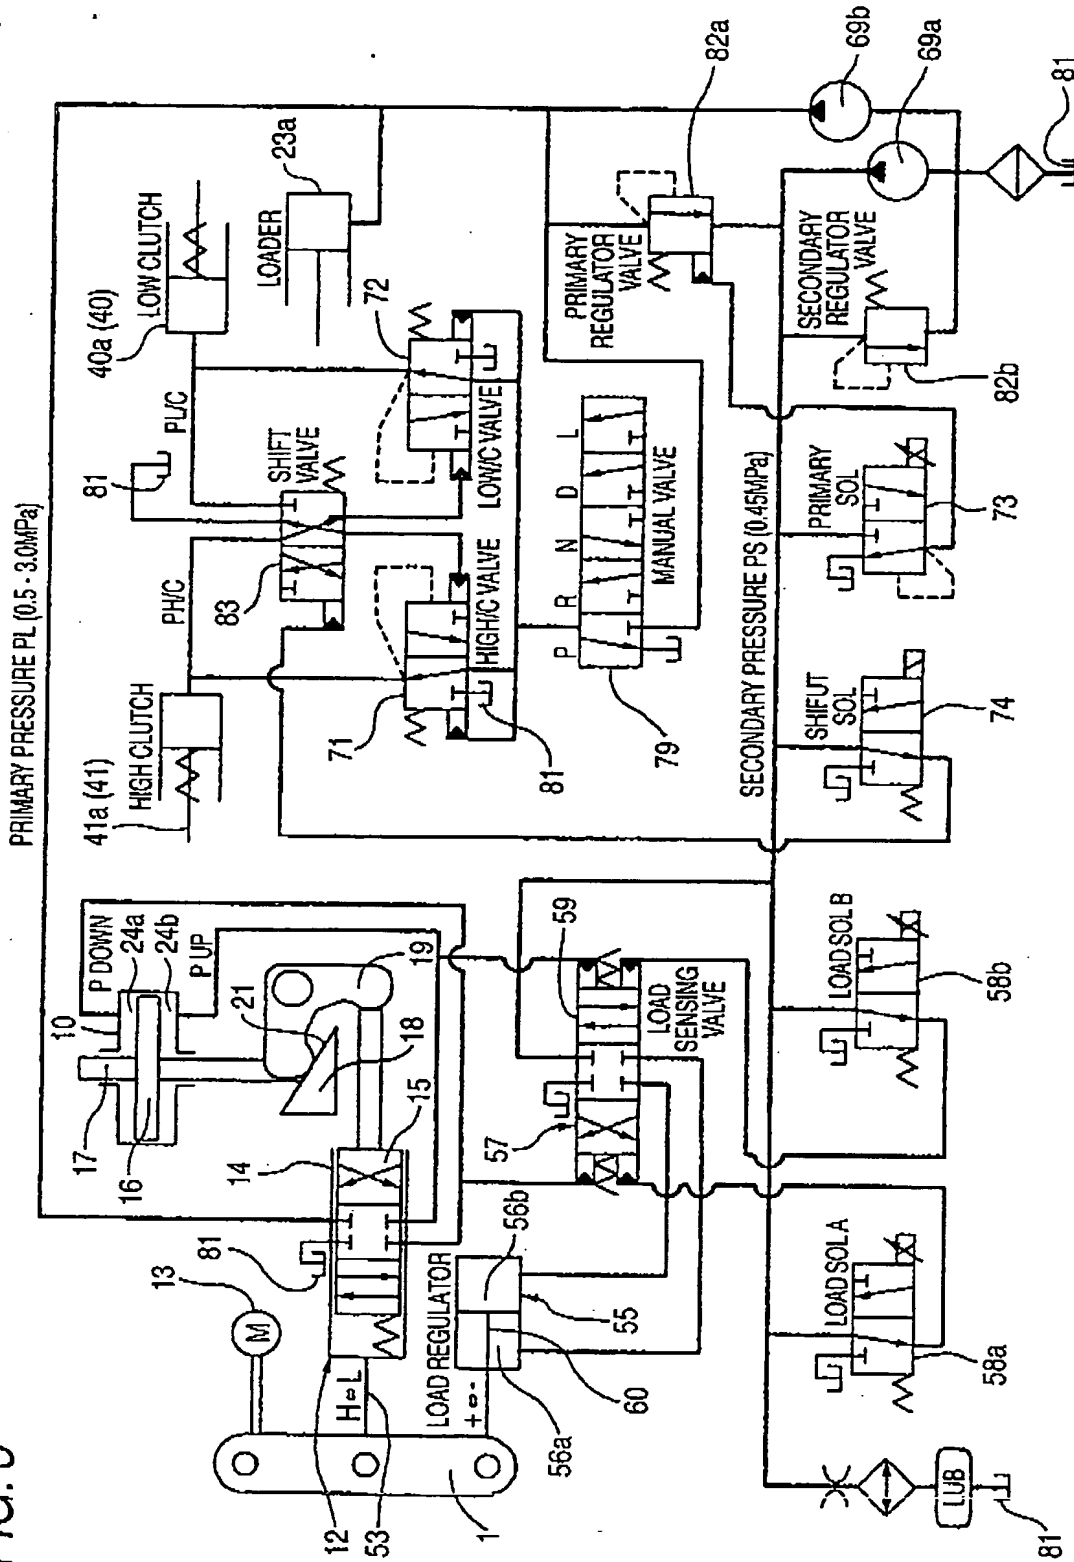 FIG. 6
PRIMARY PRESSURE PL (0.5 - 3.0MPa)
41a (41)
HIGH CLUTCH
PH/C
81
PL/C
40a (40)
LOW CLUTCH
LOADER
23a
83
SHIFT
VALVE
71
HIGH/C VALVE
81
72
LOW/C VALVE
P R N D L
79
MANUAL VALVE
PRIMARY
REGULATOR
VALVE
82a
69b
69a
81
SECONDARY
REGULATOR
VALVE
82b
SECONDARY PRESSURE PS (0.45MPa)
PRIMARY
SOL
73
SHIFUT
SOL
74
P DOWN
24a
24b
P UP
10
17
16
21
18
19
14
15
81
13
M
12
H⇔L
53
LOAD REGULATOR
+⇔-
56a
56b
55
60
1
57
59
LOAD
SENSING
VALVE
LOAD SOL B
58b
LOAD SOL A
58a
LUB
81